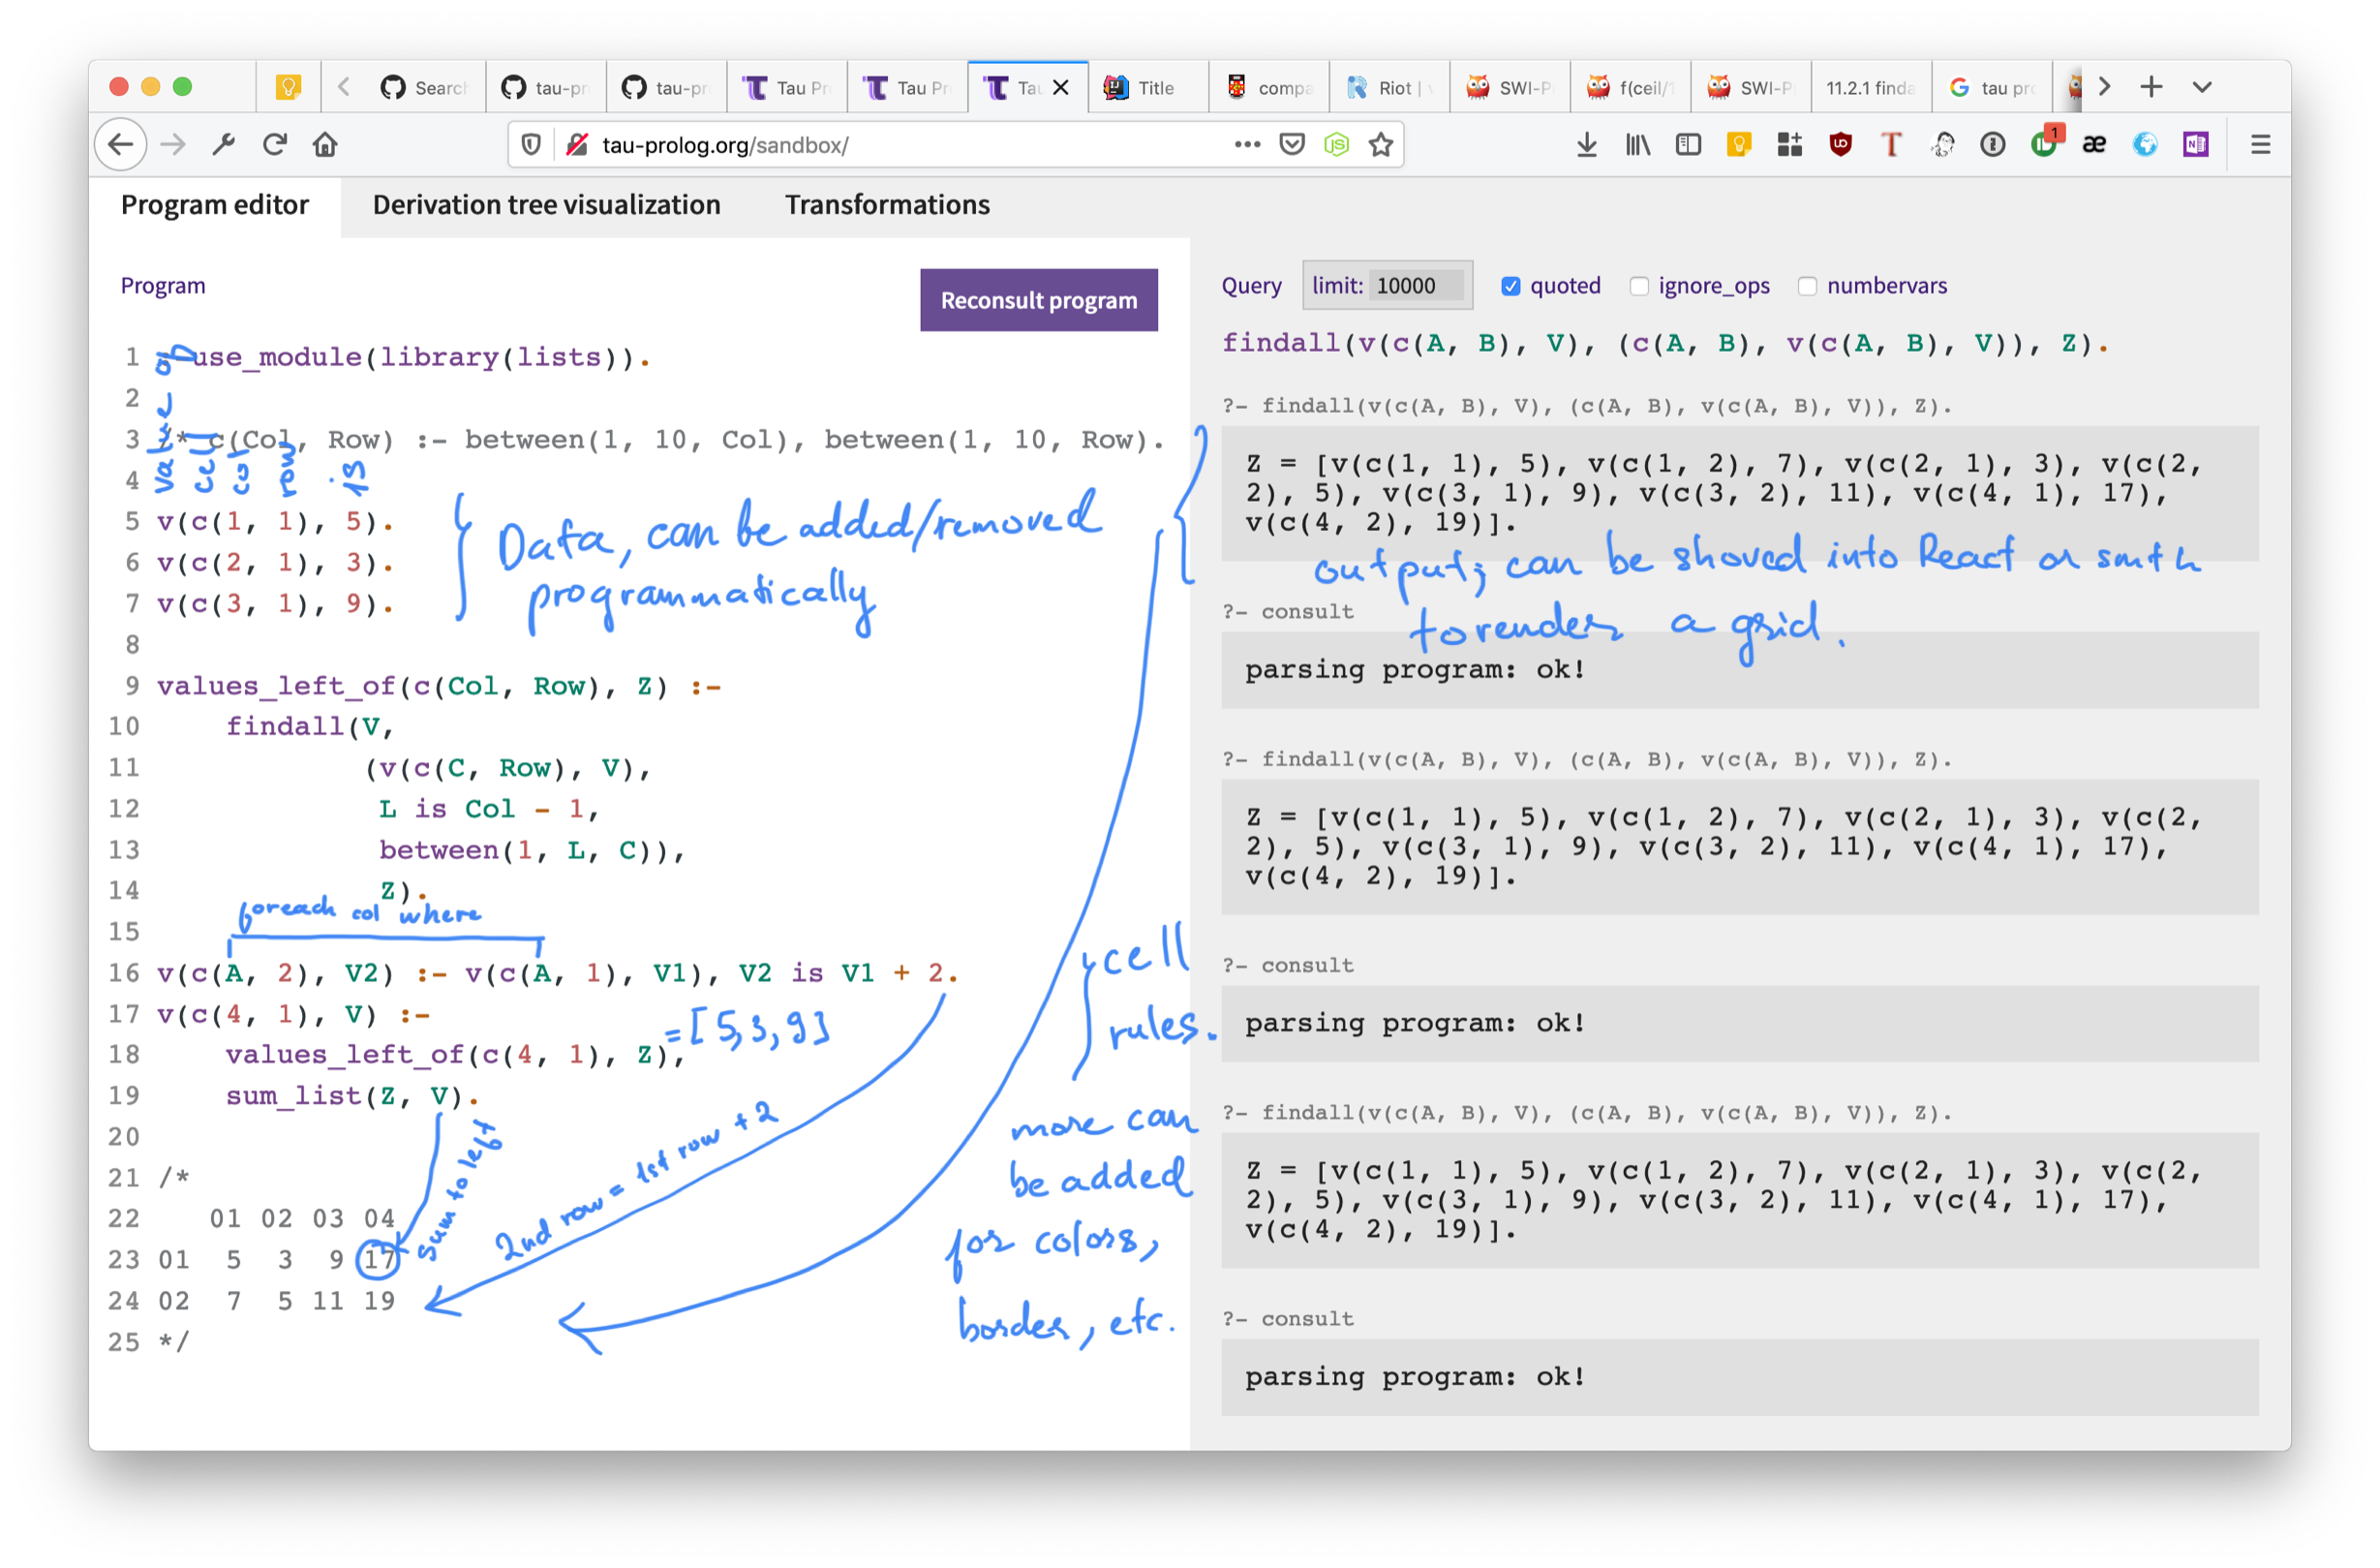 Search
tau-pr
tau-pr
Tau Pr
Tau Pr
Tau
Title
compa
Riot |
SWI-P
f(ceil/1
SWI-P
11.2.1 finda
tau pro
tau-prolog.org/sandbox/
1
Program editor
Derivation tree visualization
Transformations
Program
Reconsult program
1 use_module(library(lists)).
2
3 /* c(Col, Row) :- between(1, 10, Col), between(1, 10, Row).
value of
cell
col
row
is
4
5 v(c(1, 1), 5).
6 v(c(2, 1), 3).
7 v(c(3, 1), 9).
Data, can be added/removed
programmatically
8
9 values_left_of(c(Col, Row), Z) :-
10 findall(V,
11 (v(c(C, Row), V),
12 L is Col - 1,
13 between(1, L, C)),
14 Z).
foreach col where
15
16 v(c(A, 2), V2) :- v(c(A, 1), V1), V2 is V1 + 2.
17 v(c(4, 1), V) :-
= [5,3,9]
18 values_left_of(c(4, 1), Z),
19 sum_list(Z, V).
20
sum to left
2nd row = 1st row + 2
21 /*
22 01 02 03 04
23 01 5 3 9 17
24 02 7 5 11 19
25 */
cell
rules.
more can
be added
for colors,
border, etc.
Query
limit: 10000
quoted
ignore_ops
numbervars
findall(v(c(A, B), V), (c(A, B), v(c(A, B), V)), Z).
?- findall(v(c(A, B), V), (c(A, B), v(c(A, B), V)), Z).
Z = [v(c(1, 1), 5), v(c(1, 2), 7), v(c(2, 1), 3), v(c(2,
2), 5), v(c(3, 1), 9), v(c(3, 2), 11), v(c(4, 1), 17),
v(c(4, 2), 19)].
output; can be shoved into React or smth
to render a grid.
?- consult
parsing program: ok!
?- findall(v(c(A, B), V), (c(A, B), v(c(A, B), V)), Z).
Z = [v(c(1, 1), 5), v(c(1, 2), 7), v(c(2, 1), 3), v(c(2,
2), 5), v(c(3, 1), 9), v(c(3, 2), 11), v(c(4, 1), 17),
v(c(4, 2), 19)].
?- consult
parsing program: ok!
?- findall(v(c(A, B), V), (c(A, B), v(c(A, B), V)), Z).
Z = [v(c(1, 1), 5), v(c(1, 2), 7), v(c(2, 1), 3), v(c(2,
2), 5), v(c(3, 1), 9), v(c(3, 2), 11), v(c(4, 1), 17),
v(c(4, 2), 19)].
?- consult
parsing program: ok!